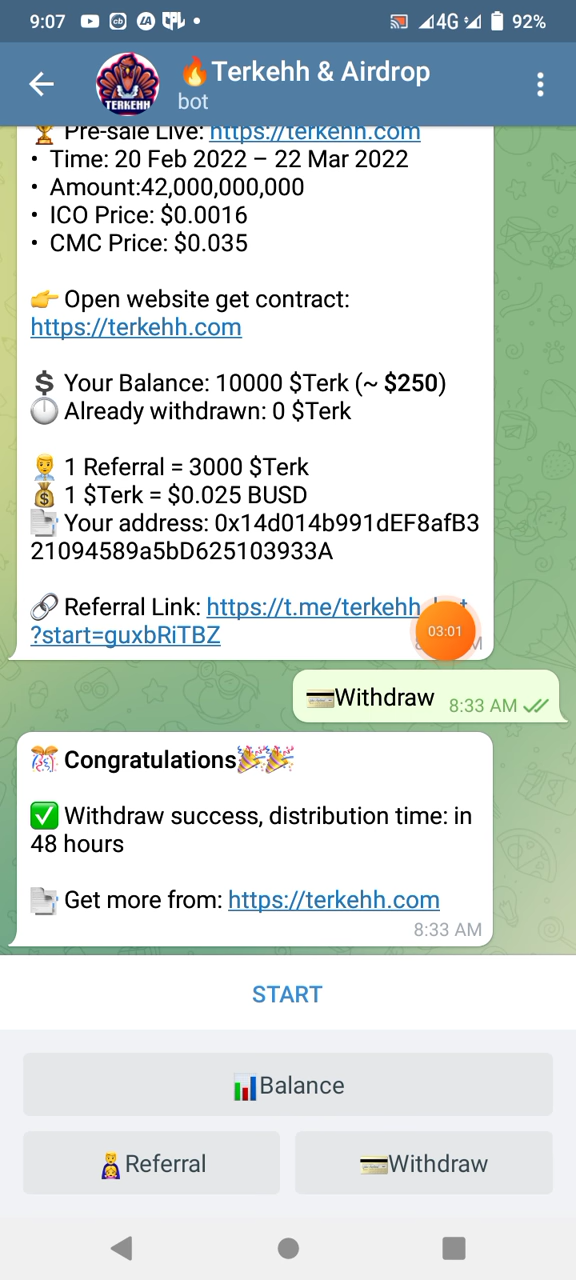 9:07 4G 92%
🔥Terkehh & Airdrop
TERKEHH
bot
🏆 Pre-sale Live: https://terkehh.com
• Time: 20 Feb 2022 – 22 Mar 2022
• Amount:42,000,000,000
• ICO Price: $0.0016
• CMC Price: $0.035
👉 Open website get contract:
https://terkehh.com
💲 Your Balance: 10000 $Terk (~ $250)
⏱ Already withdrawn: 0 $Terk
👨‍💼 1 Referral = 3000 $Terk
💰 1 $Terk = $0.025 BUSD
📑 Your address: 0x14d014b991dEF8afB3
21094589a5bD625103933A
🔗 Referral Link: https://t.me/terkehh
?start=guxbRiTBZ
03:01
💳Withdraw 8:33 AM
🎊 Congratulations🎉🎉
✅ Withdraw success, distribution time: in
48 hours
📑 Get more from: https://terkehh.com
8:33 AM
START
📊Balance
👩‍👧Referral
💳Withdraw